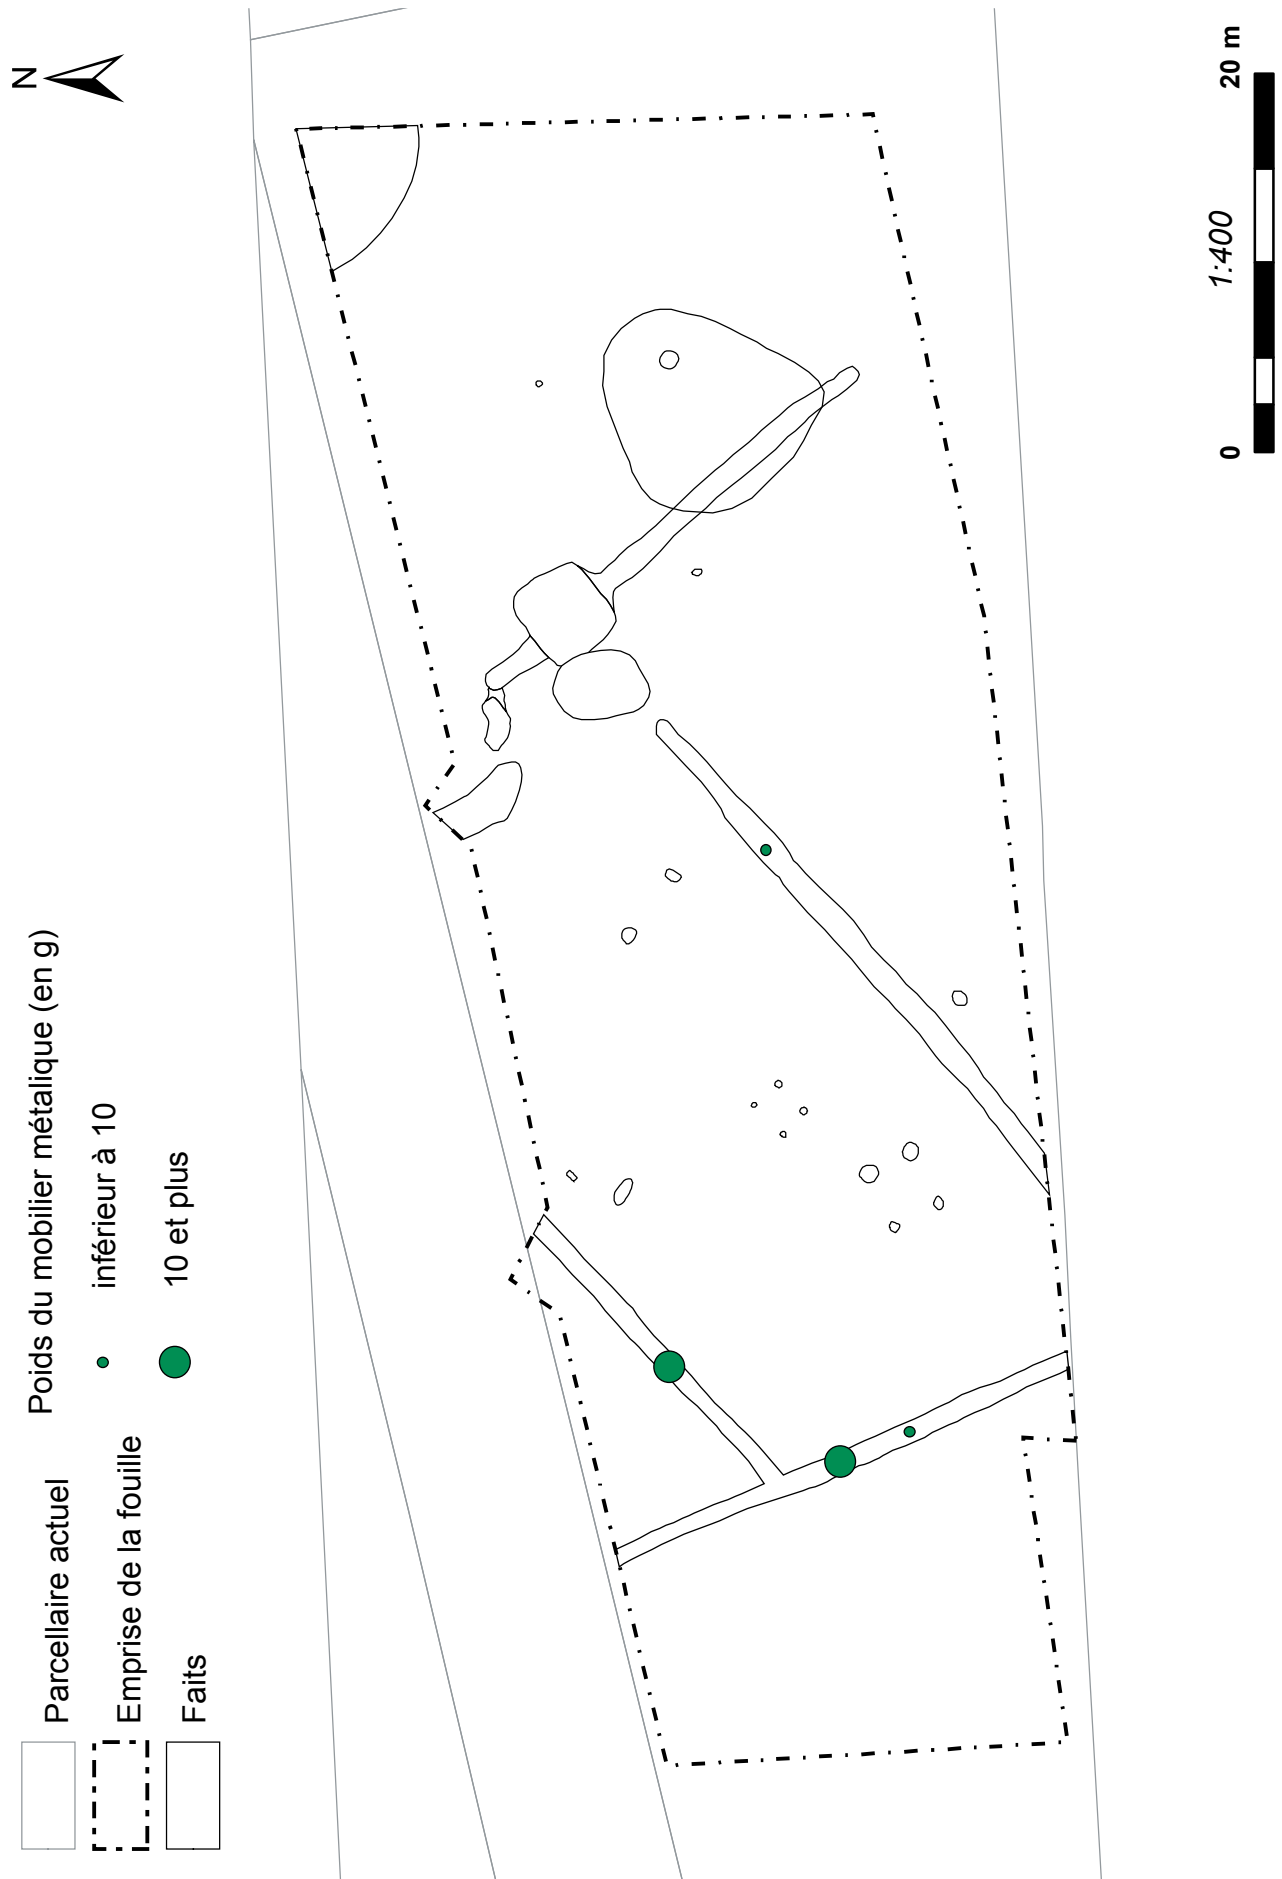 N
Parcellaire actuel
Emprise de la fouille
Faits
Poids du mobilier métalique (en g)
inférieur à 10
10 et plus
1:400
0
20 m